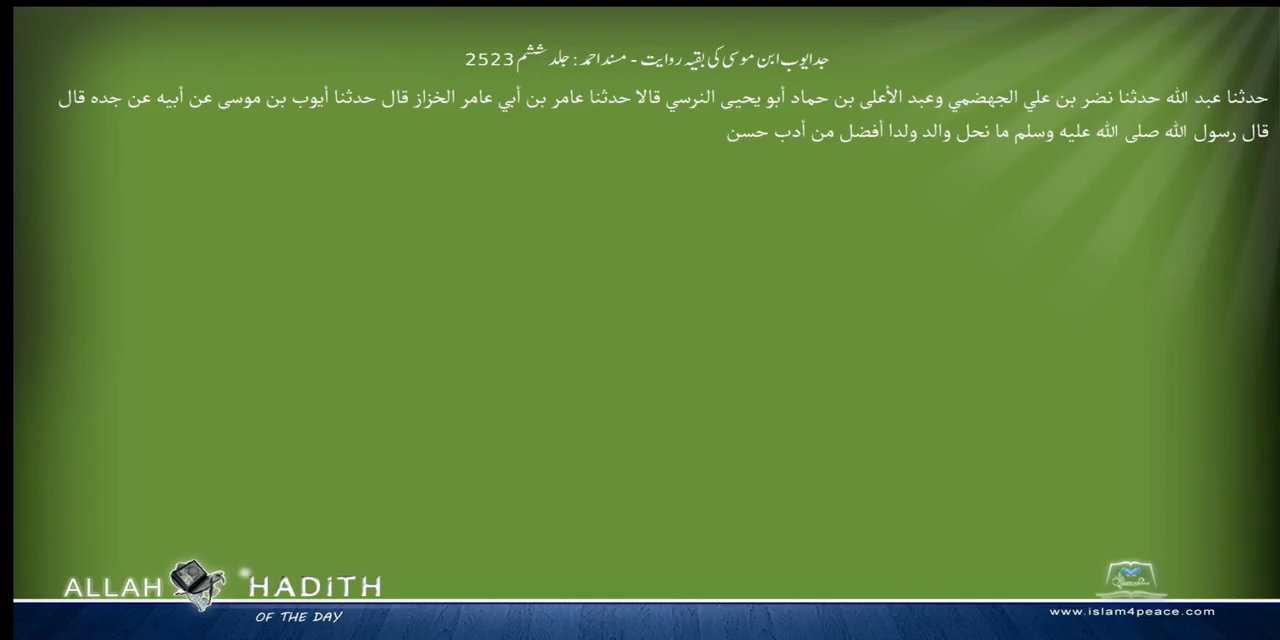 جد ایوب ابن موسی کی بقیہ روایت - مسند احمد : جلد ششم 2523
حدثنا عبد الله حدثنا نضر بن علي الجهضمي وعبد الأعلى بن حماد أبو يحيى النرسي قالا حدثنا عامر بن أبي عامر الخزاز قال حدثنا أيوب بن موسى عن أبيه عن جده قال
قال رسول الله صلى الله عليه وسلم ما نحل والد ولدا أفضل من أدب حسن
ALLAH HADITH
OF THE DAY
www.islam4peace.com